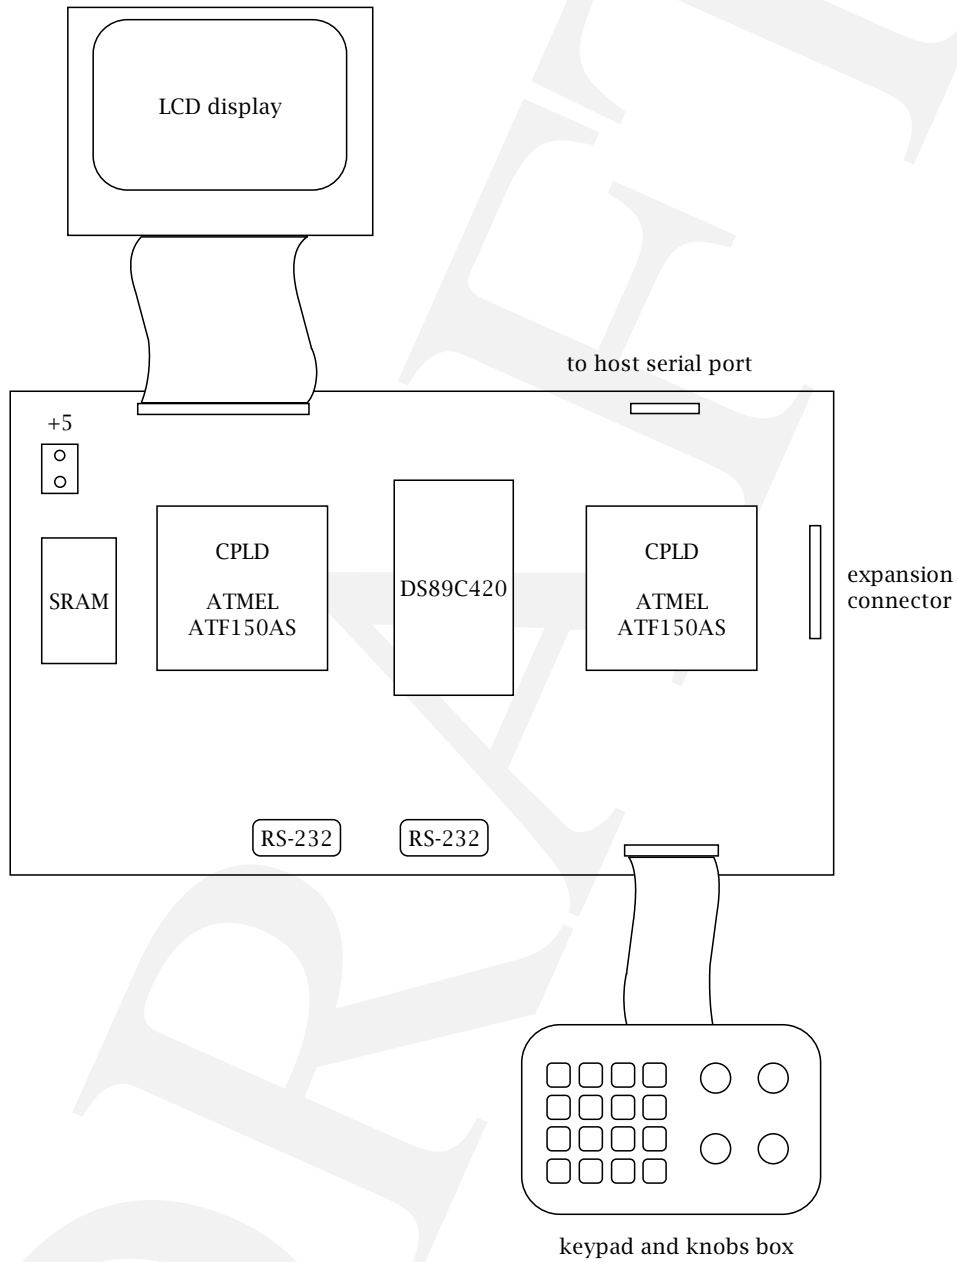 LCD display
to host serial port
+5
CPLD
ATMEL
ATF150AS
SRAM
DS89C420
CPLD
ATMEL
ATF150AS
expansion
connector
RS-232
RS-232
keypad and knobs box
DRAFT